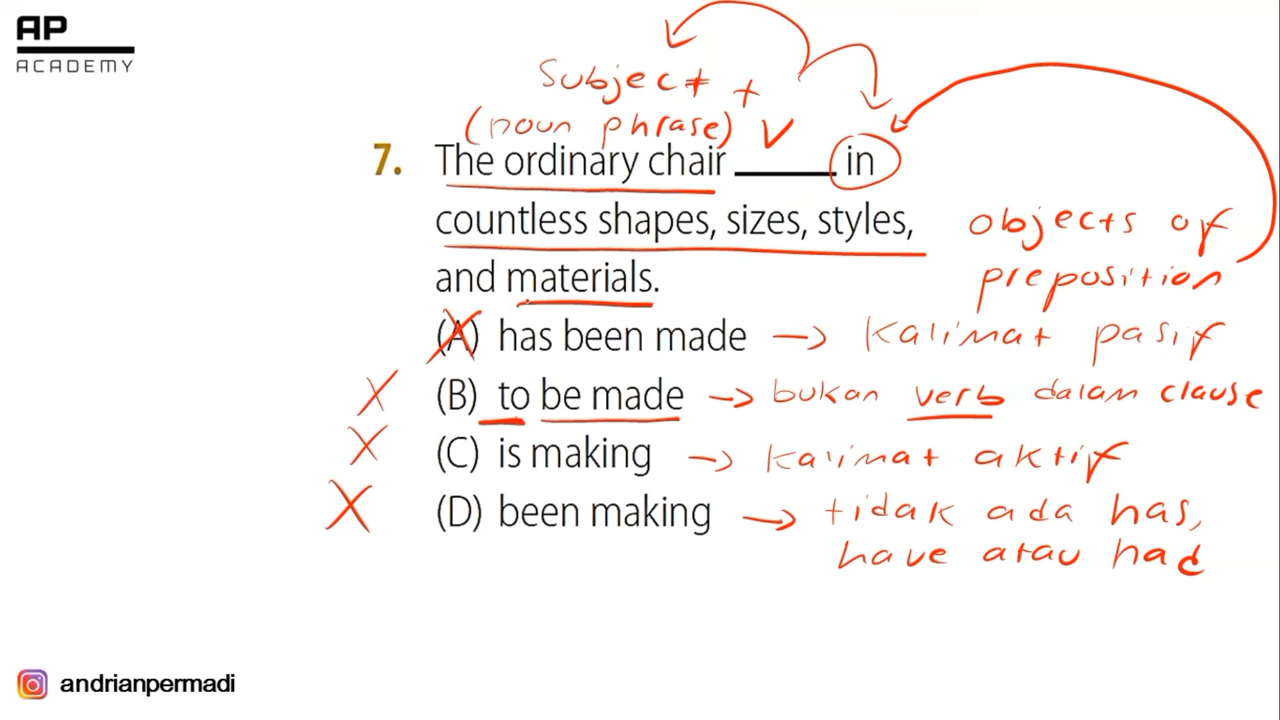 AP
ACADEMY
Subject +
(noun phrase) V
7. The ordinary chair ______ in
countless shapes, sizes, styles,
objects of
and materials.
preposition
(A) has been made → kalimat pasif
X (B) to be made → bukan verb dalam clause
X (C) is making → kalimat aktif
X (D) been making → tidak ada has,
have atau had
andrianpermadi